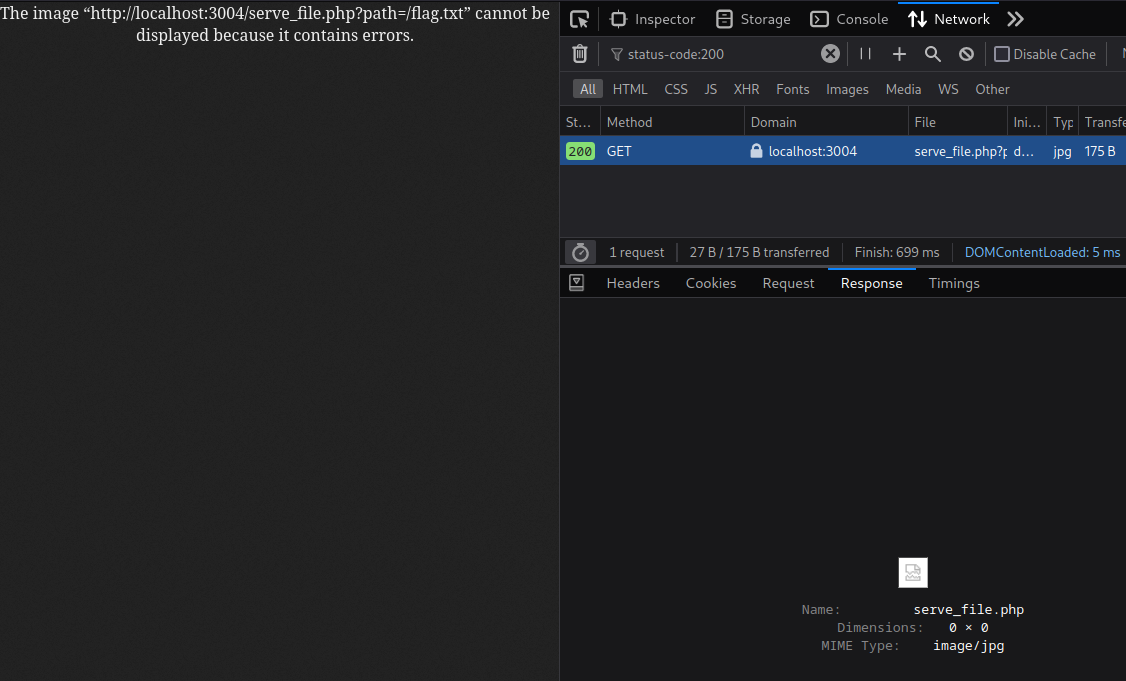 The image “http://localhost:3004/serve_file.php?path=/flag.txt” cannot be
displayed because it contains errors.
Inspector Storage Console Network
status-code:200 Disable Cache
All HTML CSS JS XHR Fonts Images Media WS Other
St... Method Domain File Ini... Typ Transfe
200 GET localhost:3004 serve_file.php?p d... jpg 175 B
1 request 27 B / 175 B transferred Finish: 699 ms DOMContentLoaded: 5 ms
Headers Cookies Request Response Timings
Name: serve_file.php
Dimensions: 0 × 0
MIME Type: image/jpg